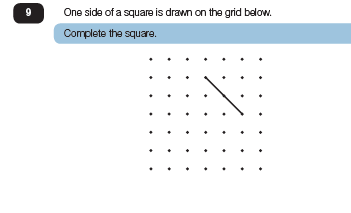 9 One side of a square is drawn on the grid below.
Complete the square.